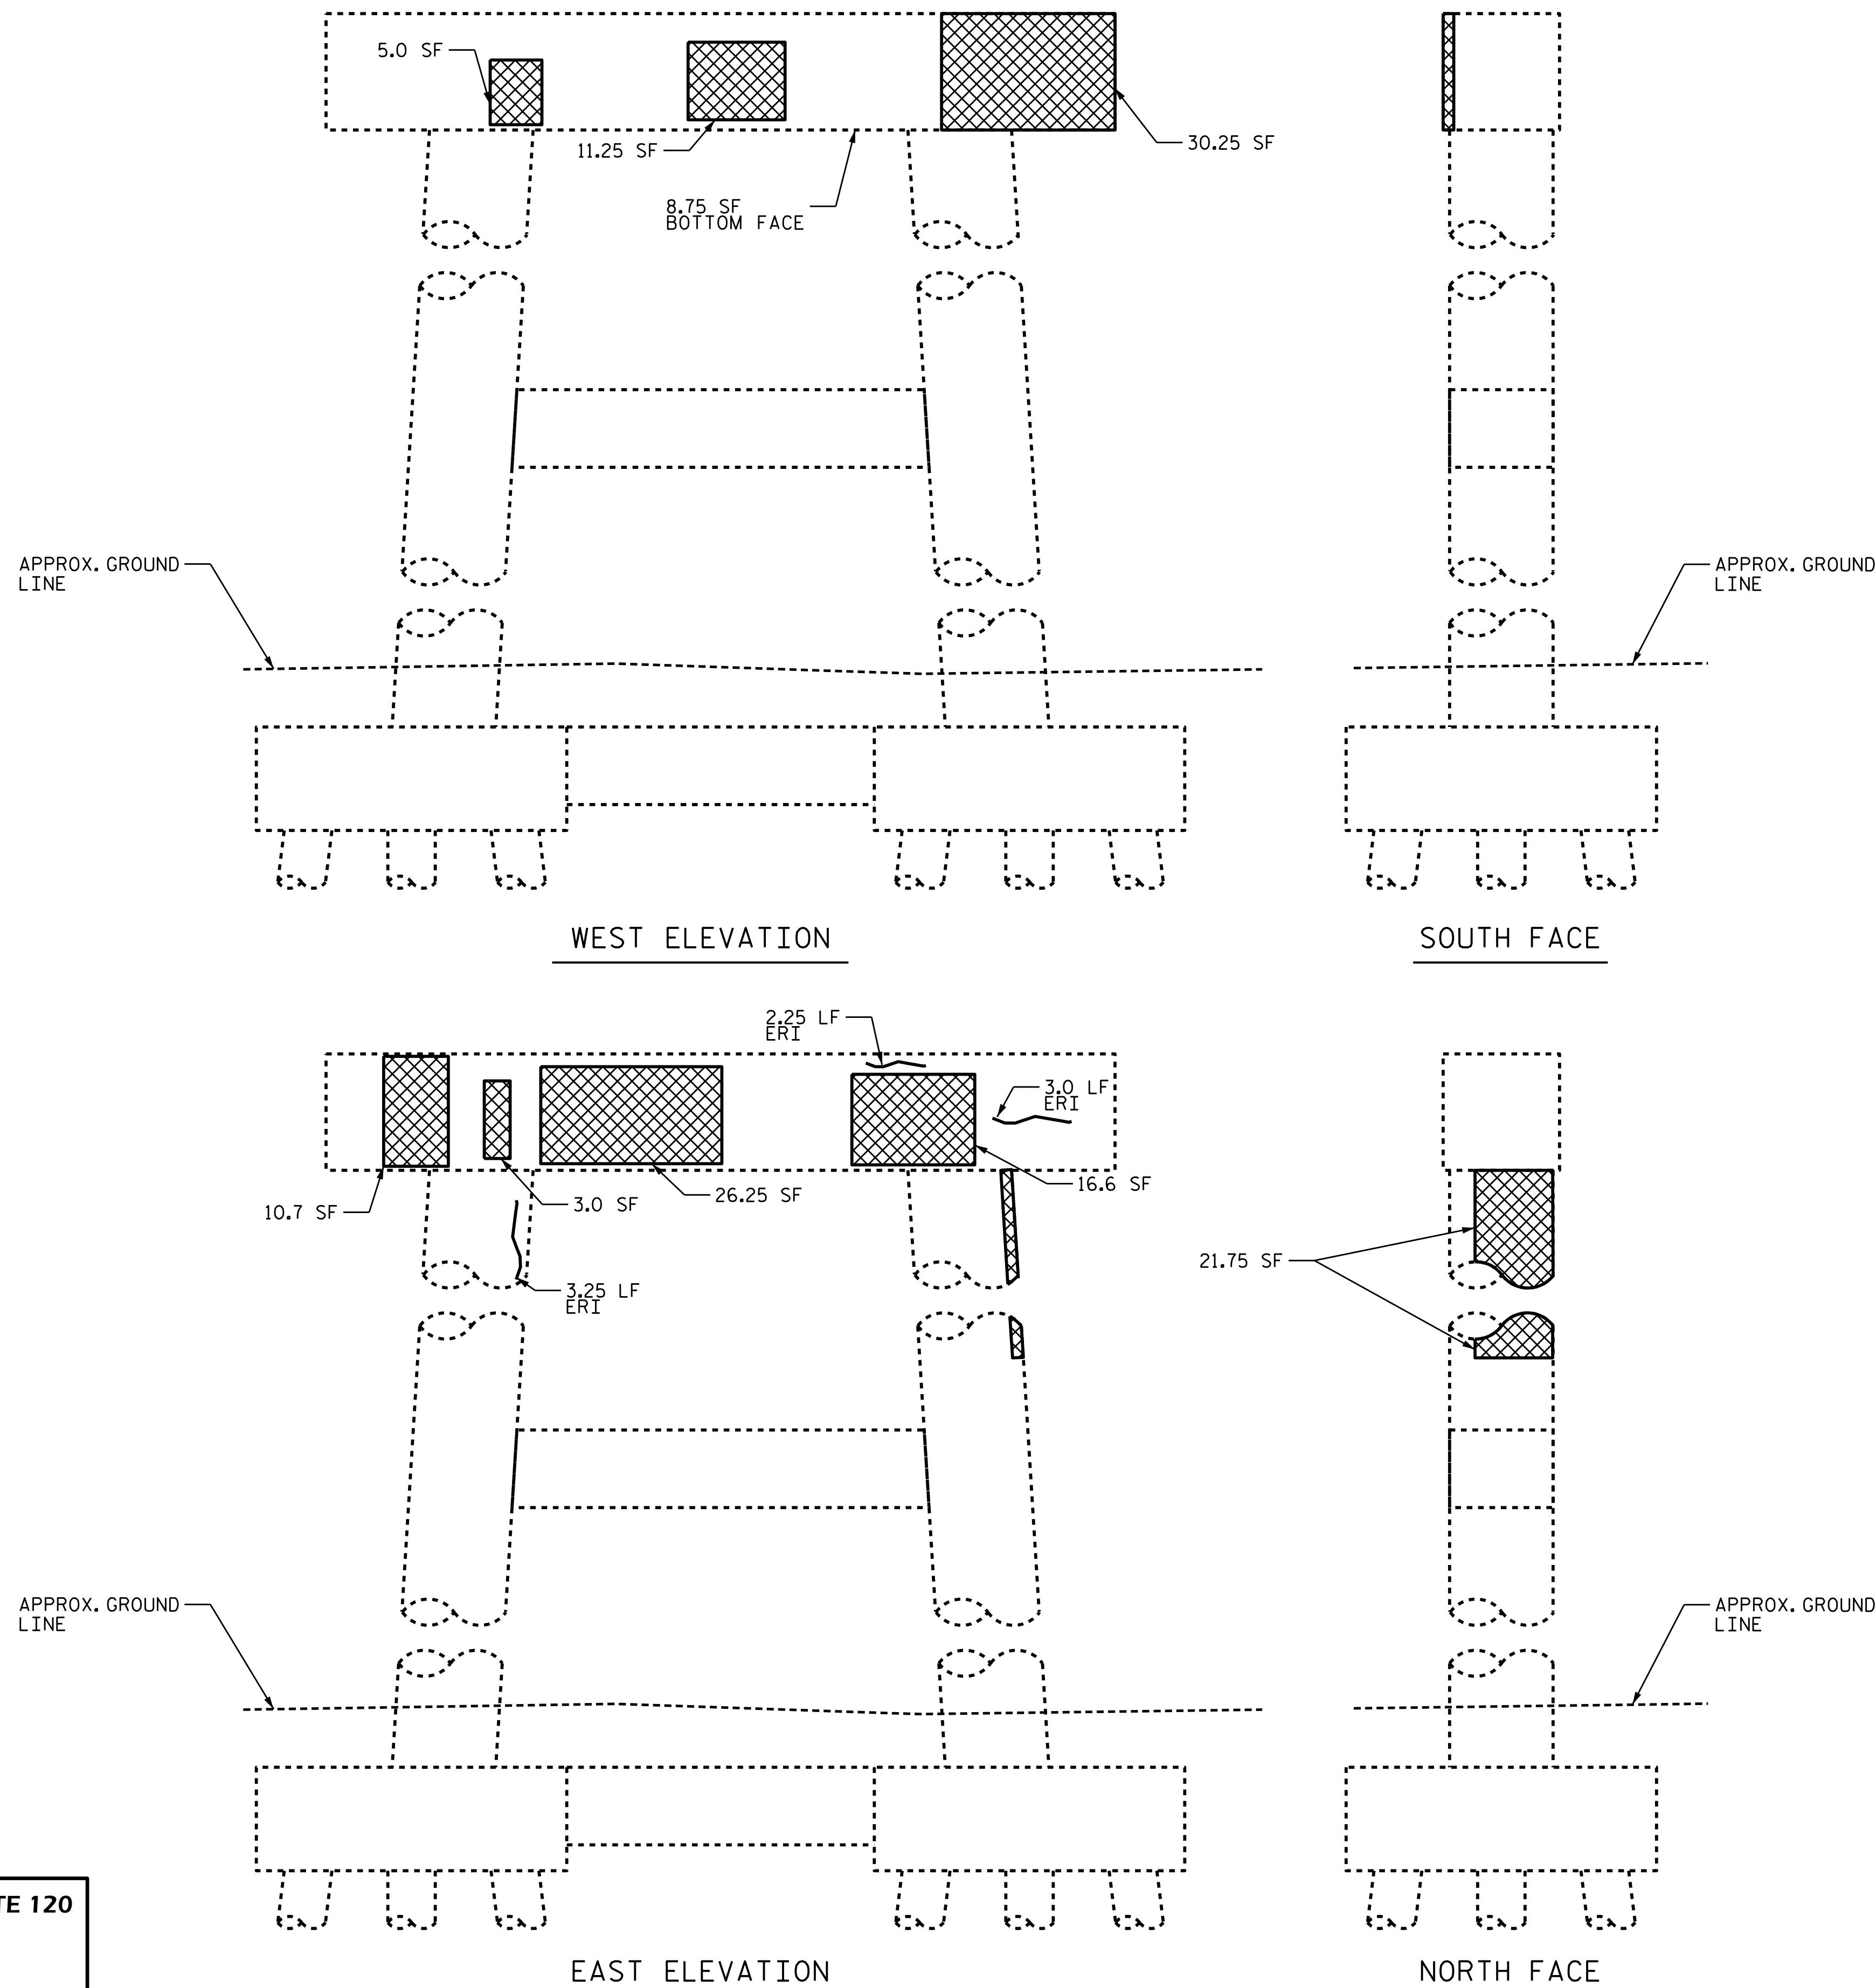 5.0 SF
11.25 SF
30.25 SF
8.75 SF
BOTTOM FACE
APPROX. GROUND
LINE
APPROX. GROUND
LINE
WEST ELEVATION
SOUTH FACE
2.25 LF
ERI
3.0 LF
ERI
10.7 SF
3.0 SF
26.25 SF
16.6 SF
3.25 LF
ERI
21.75 SF
APPROX. GROUND
LINE
APPROX. GROUND
LINE
TE 120
EAST ELEVATION
NORTH FACE